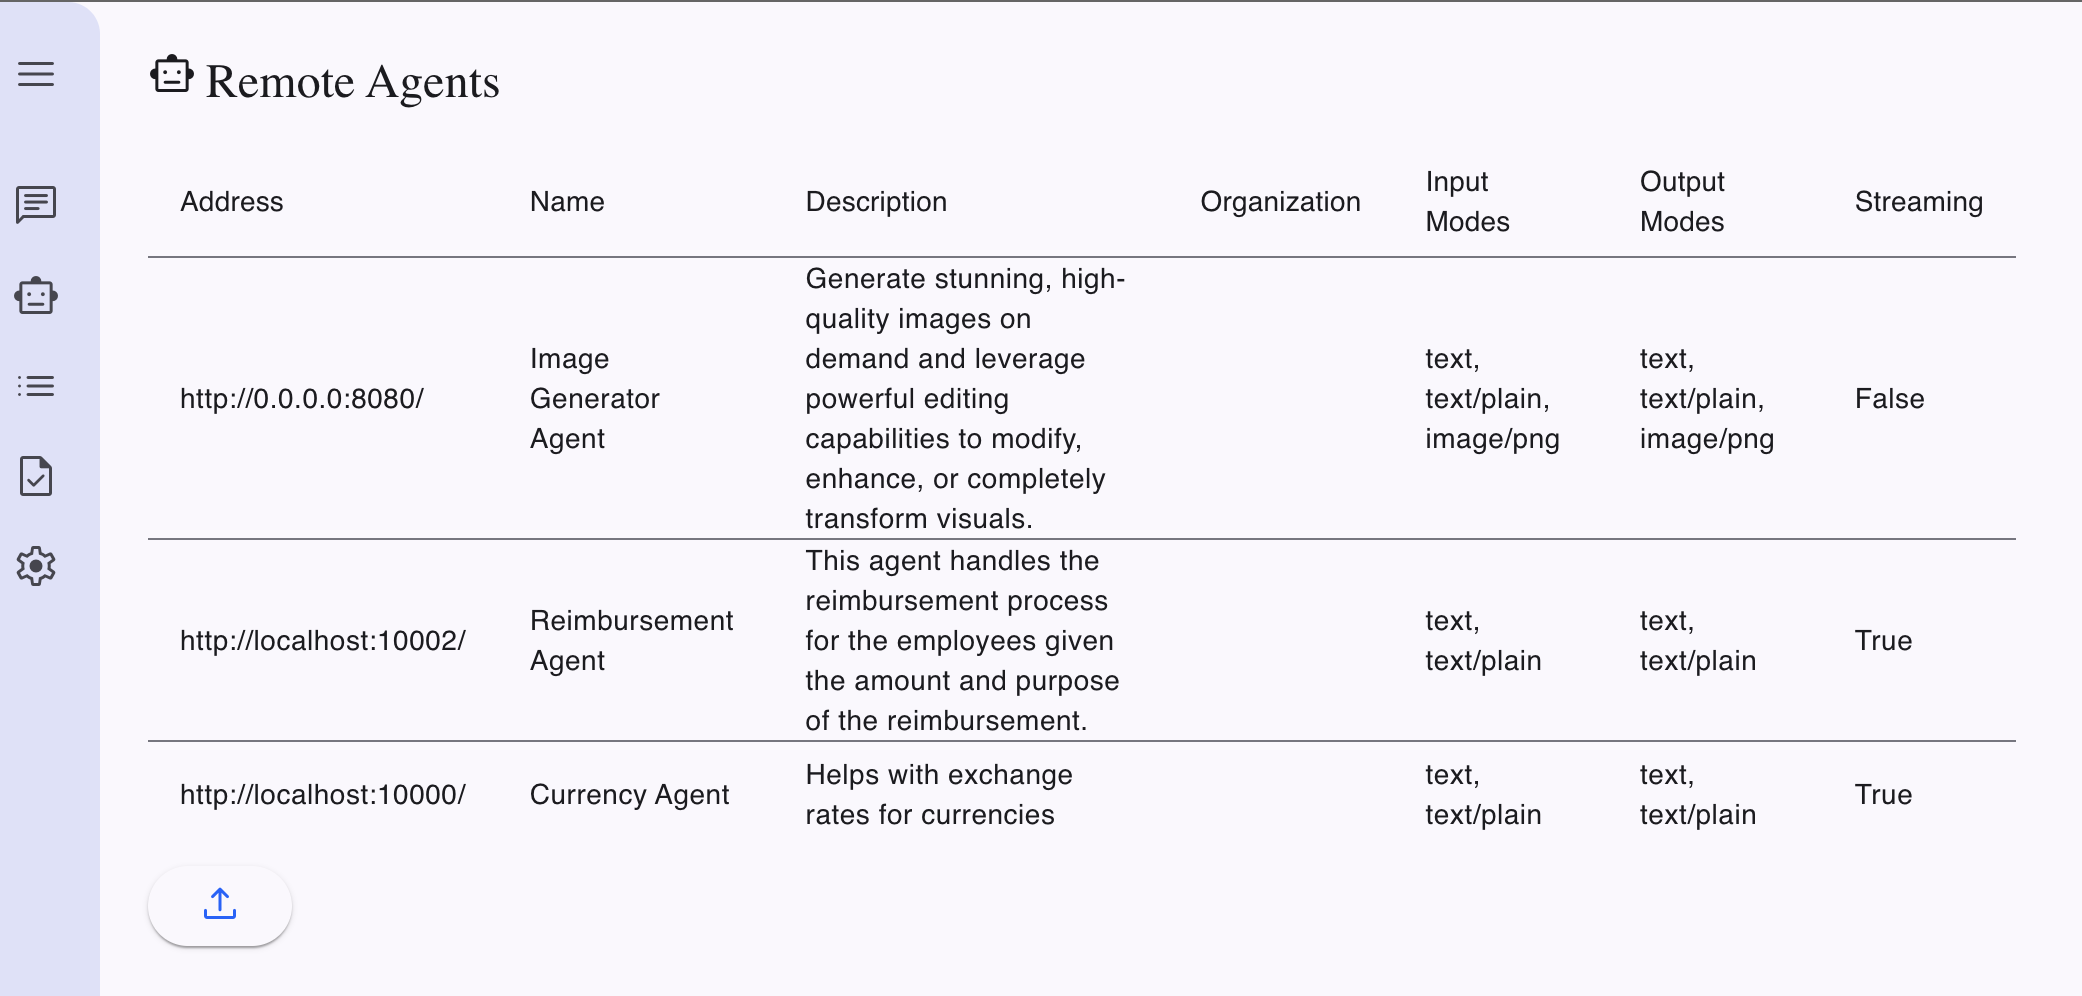 Remote Agents
Address
Name
Description
Organization
Input
Modes
Output
Modes
Streaming
http://0.0.0.0:8080/
Image
Generator
Agent
Generate stunning, high-
quality images on
demand and leverage
powerful editing
capabilities to modify,
enhance, or completely
transform visuals.
text,
text/plain,
image/png
text,
text/plain,
image/png
False
http://localhost:10002/
Reimbursement
Agent
This agent handles the
reimbursement process
for the employees given
the amount and purpose
of the reimbursement.
text,
text/plain
text,
text/plain
True
http://localhost:10000/
Currency Agent
Helps with exchange
rates for currencies
text,
text/plain
text,
text/plain
True